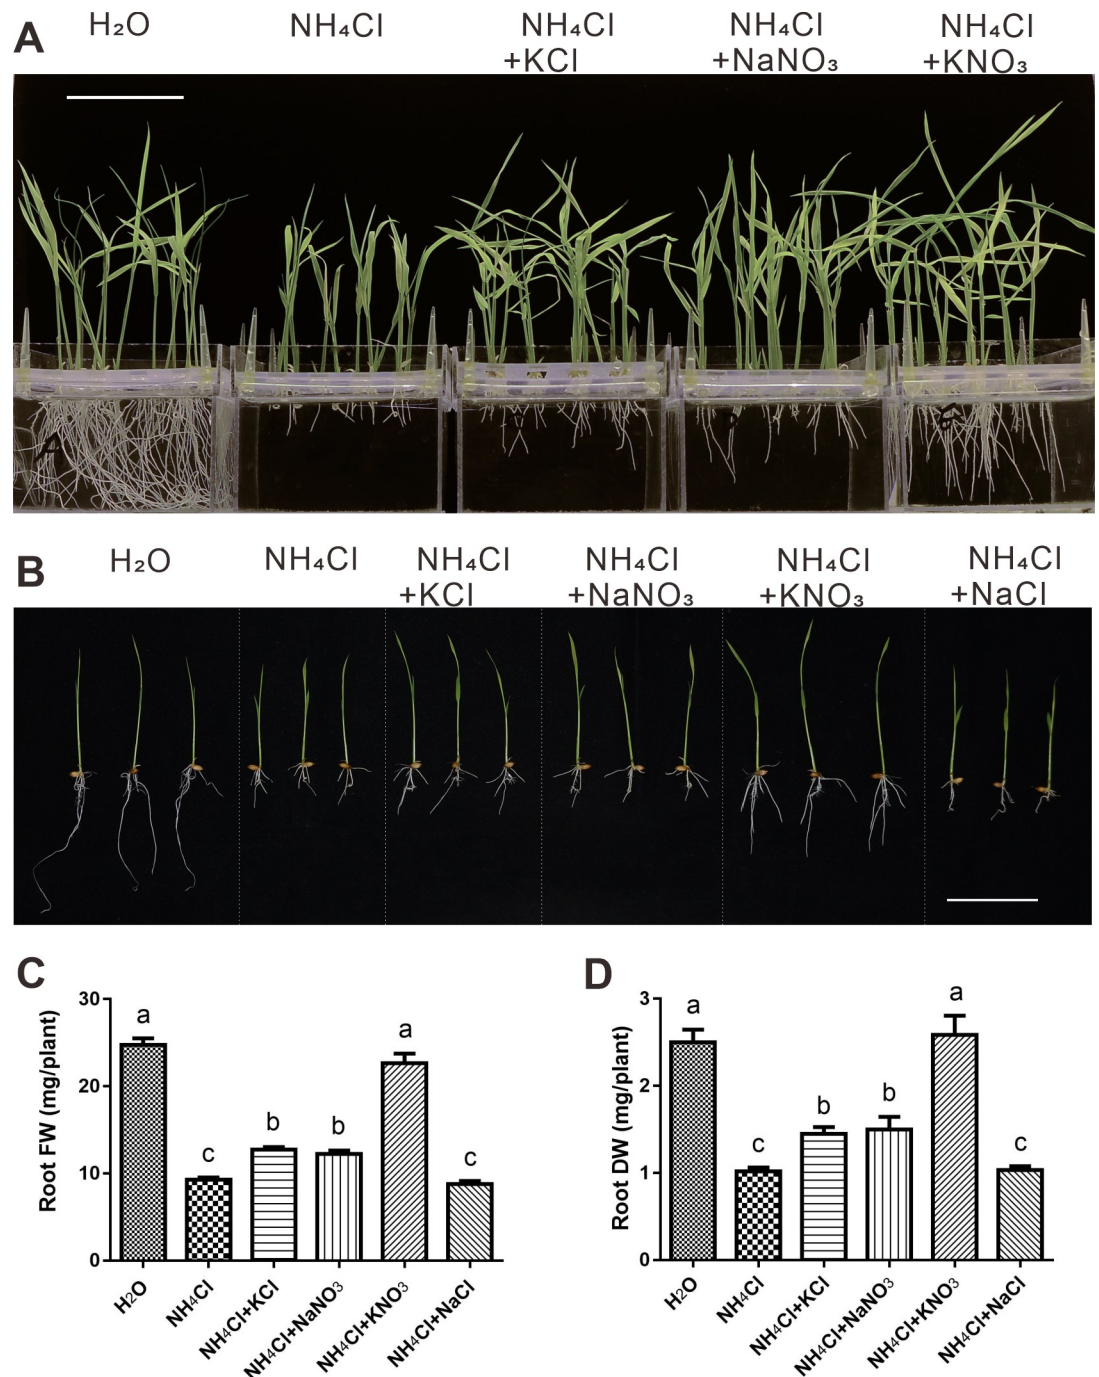 A
H₂O
NH₄Cl
NH₄Cl
+KCl
NH₄Cl
+NaNO₃
NH₄Cl
+KNO₃
A
B
H₂O
NH₄Cl
NH₄Cl
+KCl
NH₄Cl
+NaNO₃
NH₄Cl
+KNO₃
NH₄Cl
+NaCl
C
Root FW (mg/plant)
30
20
10
0
a
c
b
b
a
c
H2O
NH4Cl
NH4Cl+KCl
NH4Cl+NaNO3
NH4Cl+KNO3
NH4Cl+NaCl
D
Root DW (mg/plant)
3
2
1
0
a
c
b
b
a
c
H2O
NH4Cl
NH4Cl+KCl
NH4Cl+NaNO3
NH4Cl+KNO3
NH4Cl+NaCl